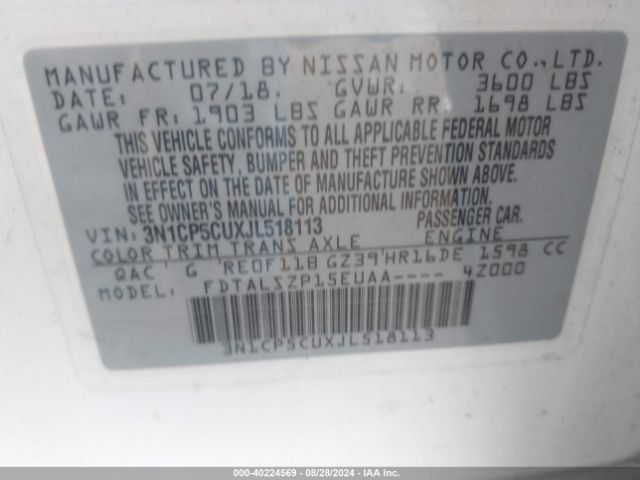 MANUFACTURED BY NISSAN MOTOR CO.,LTD.
DATE: 07/18. GVWR: 3600 LBS
GAWR FR: 1903 LBS GAWR RR: 1698 LBS
THIS VEHICLE CONFORMS TO ALL APPLICABLE FEDERAL MOTOR
VEHICLE SAFETY, BUMPER AND THEFT PREVENTION STANDARDS
IN EFFECT ON THE DATE OF MANUFACTURE SHOWN ABOVE.
SEE OWNER'S MANUAL FOR ADDITIONAL INFORMATION.
VIN: 3N1CP5CUXJL518113 PASSENGER CAR.
COLOR TRIM TRANS AXLE ENGINE
QAC G RE0F11B GZ39 HR16DE 1598 CC
MODEL: FDTALSZP15EUAA---- 4Z000
3N1CP5CUXJL518113
000-40224569 | 08/28/2024 | IAA Inc.